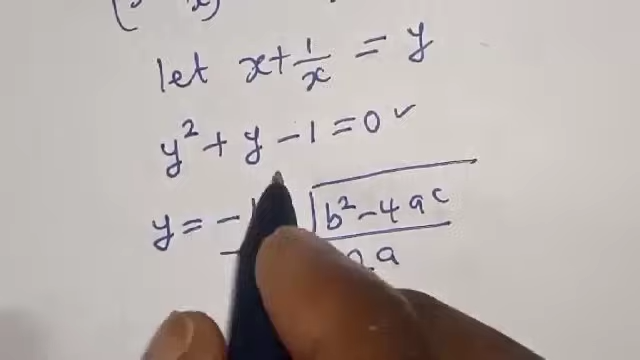 let x + 1/x = y
y² + y - 1 = 0 ✓
y = - √(b² - 4ac) / 2a